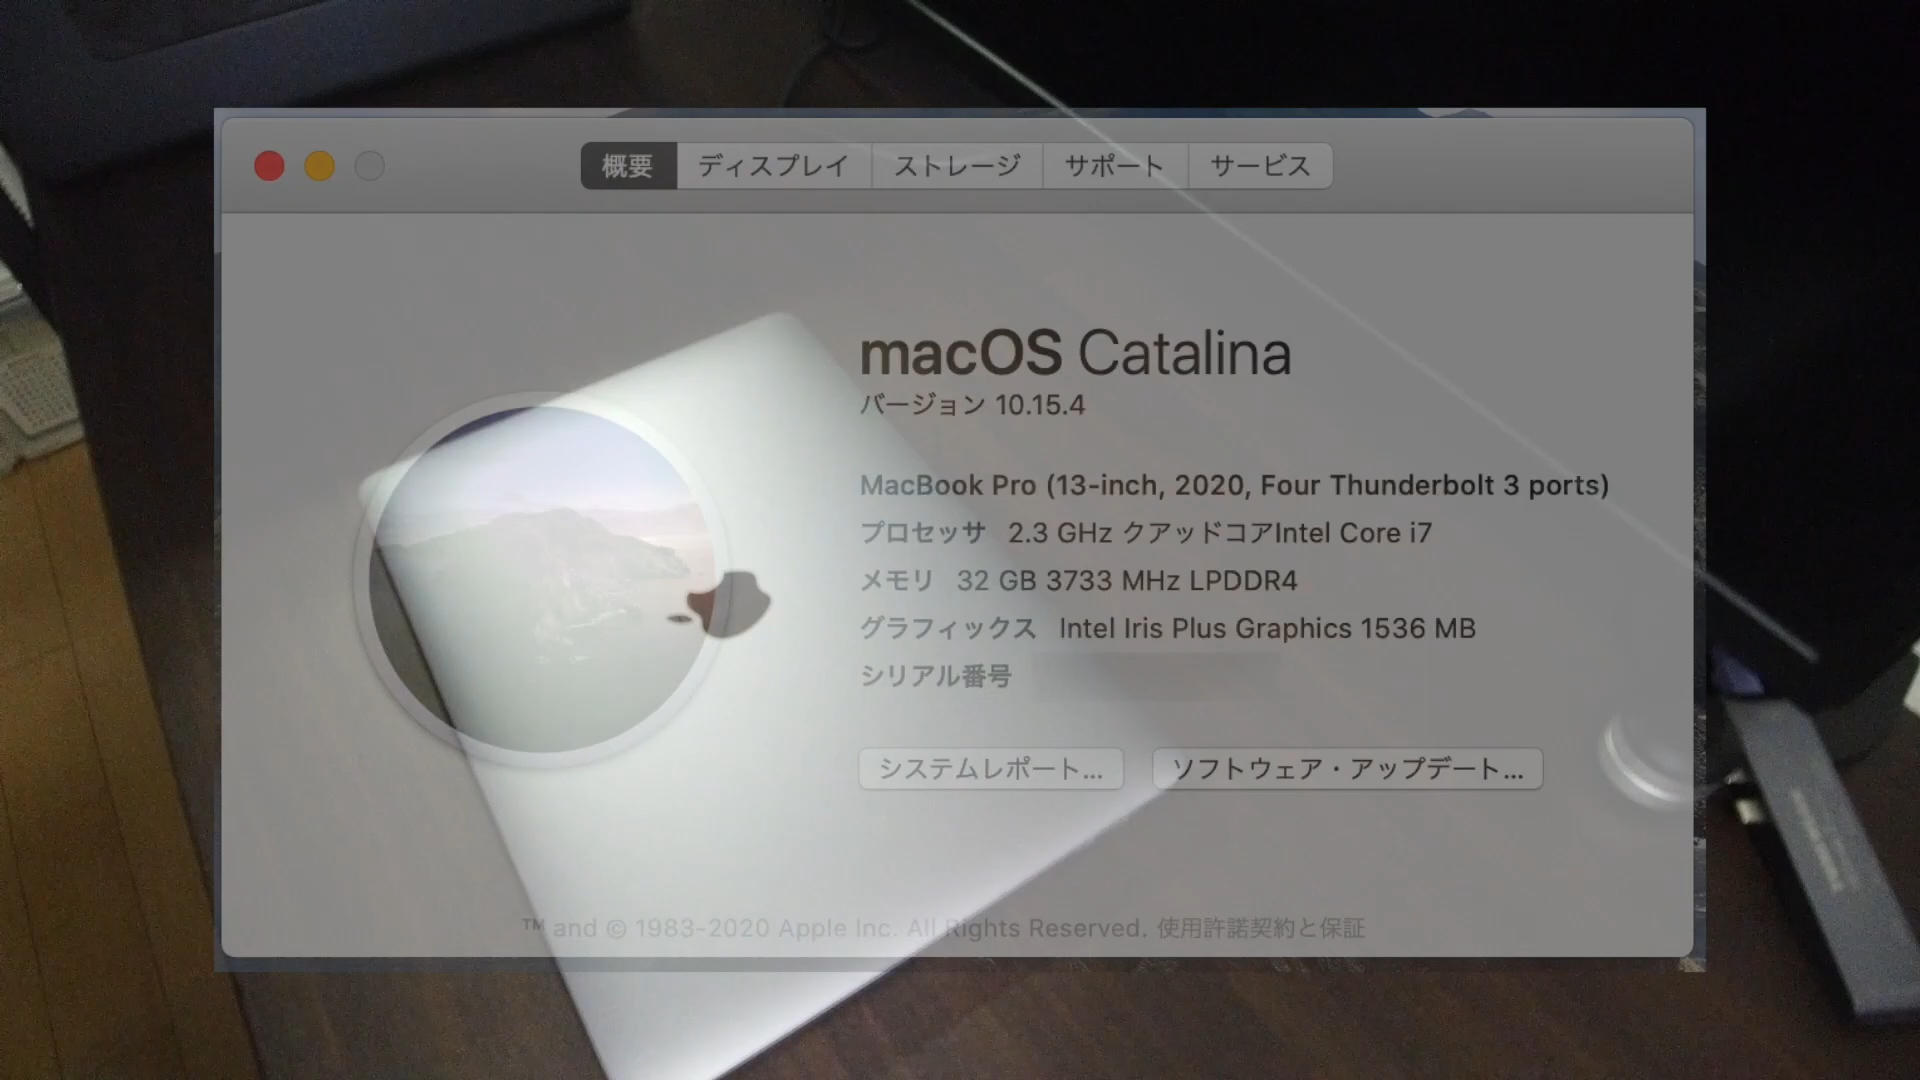 概要 ディスプレイ ストレージ サポート サービス
macOS Catalina
バージョン 10.15.4
MacBook Pro (13-inch, 2020, Four Thunderbolt 3 ports)
プロセッサ 2.3 GHz クアッドコアIntel Core i7
メモリ 32 GB 3733 MHz LPDDR4
グラフィックス Intel Iris Plus Graphics 1536 MB
シリアル番号
システムレポート... ソフトウェア・アップデート...
™ and © 1983-2020 Apple Inc. All Rights Reserved. 使用許諾契約と保証